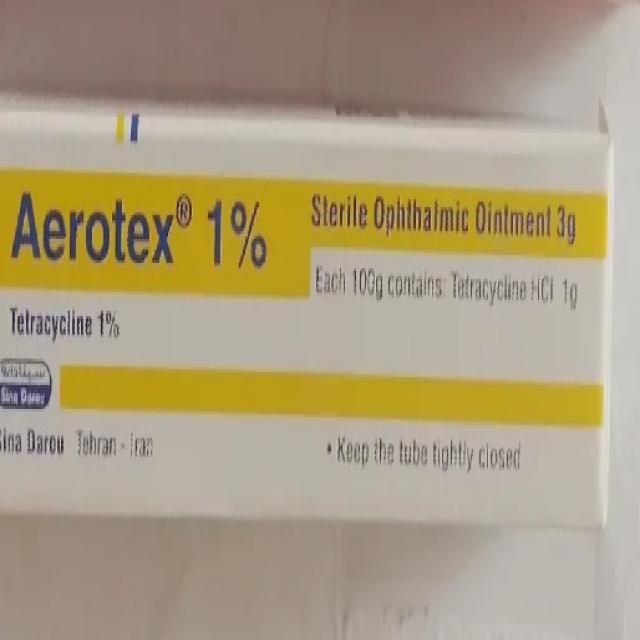 Aerotex® 1%
Sterile Ophthalmic Ointment 3g
Each 100g contains: Tetracycline HCl 1g
Tetracycline 1%
Sina Darou
Sina Darou Tehran - Iran
• Keep the tube tightly closed